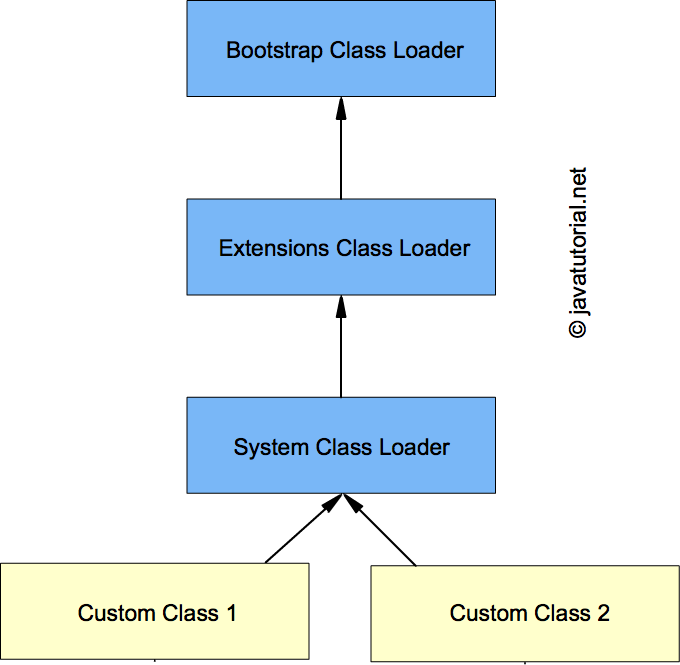 Bootstrap Class Loader
Extensions Class Loader
© javatutorial.net
System Class Loader
Custom Class 1
Custom Class 2